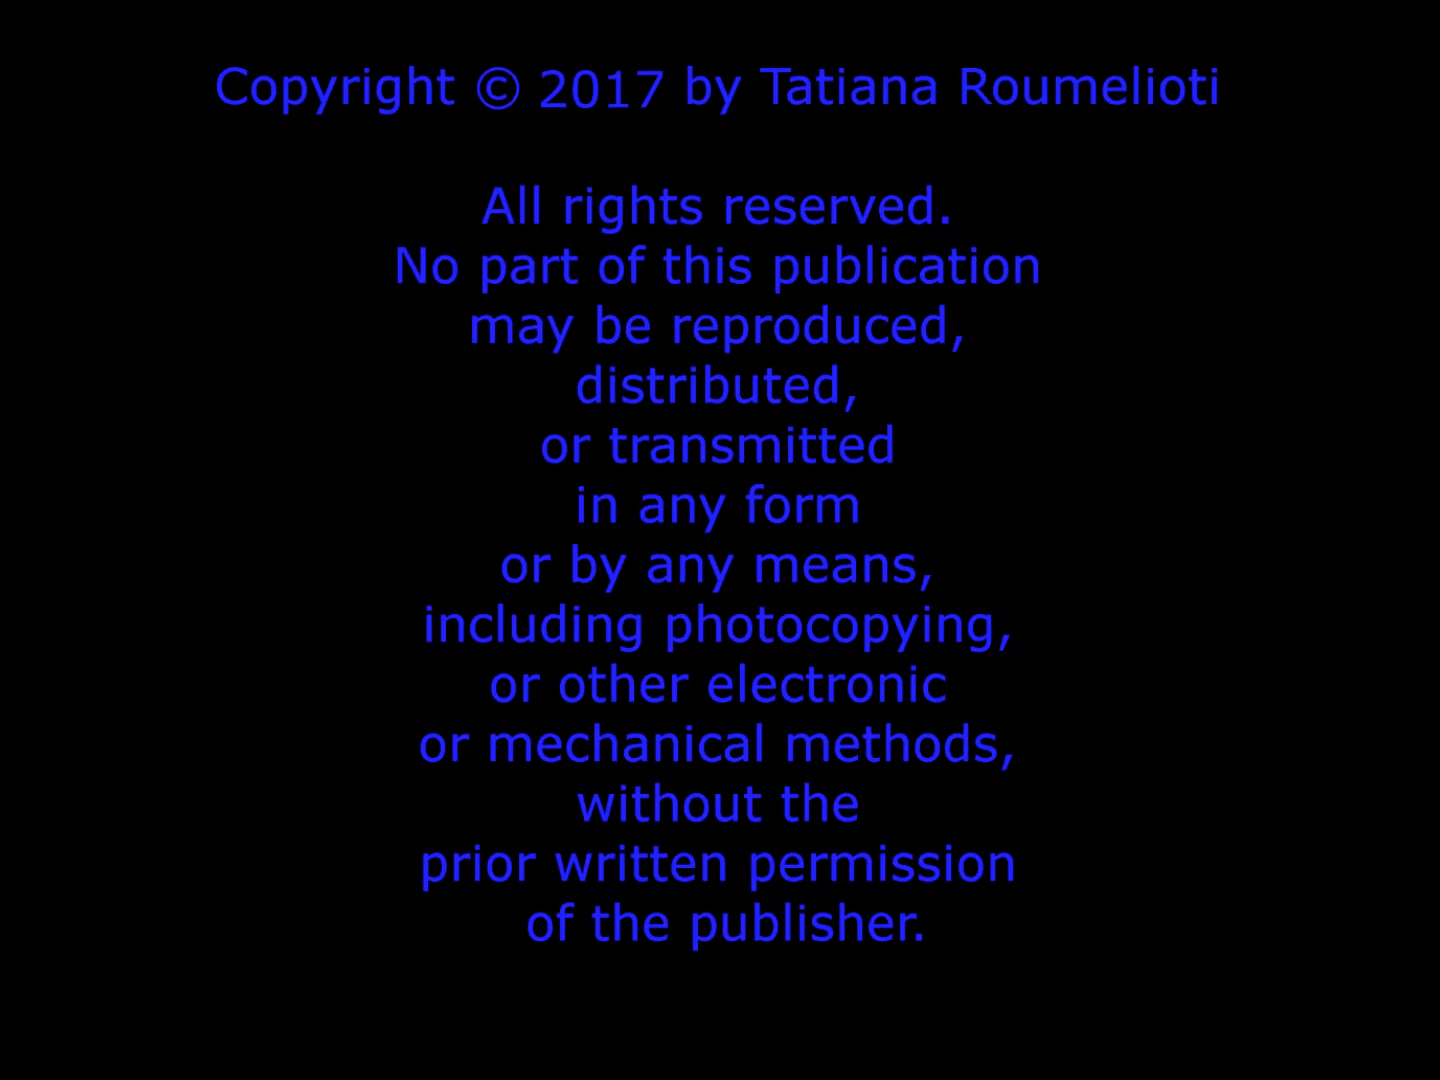 Copyright © 2017 by Tatiana Roumelioti
All rights reserved.
No part of this publication
may be reproduced,
distributed,
or transmitted
in any form
or by any means,
including photocopying,
or other electronic
or mechanical methods,
without the
prior written permission
of the publisher.